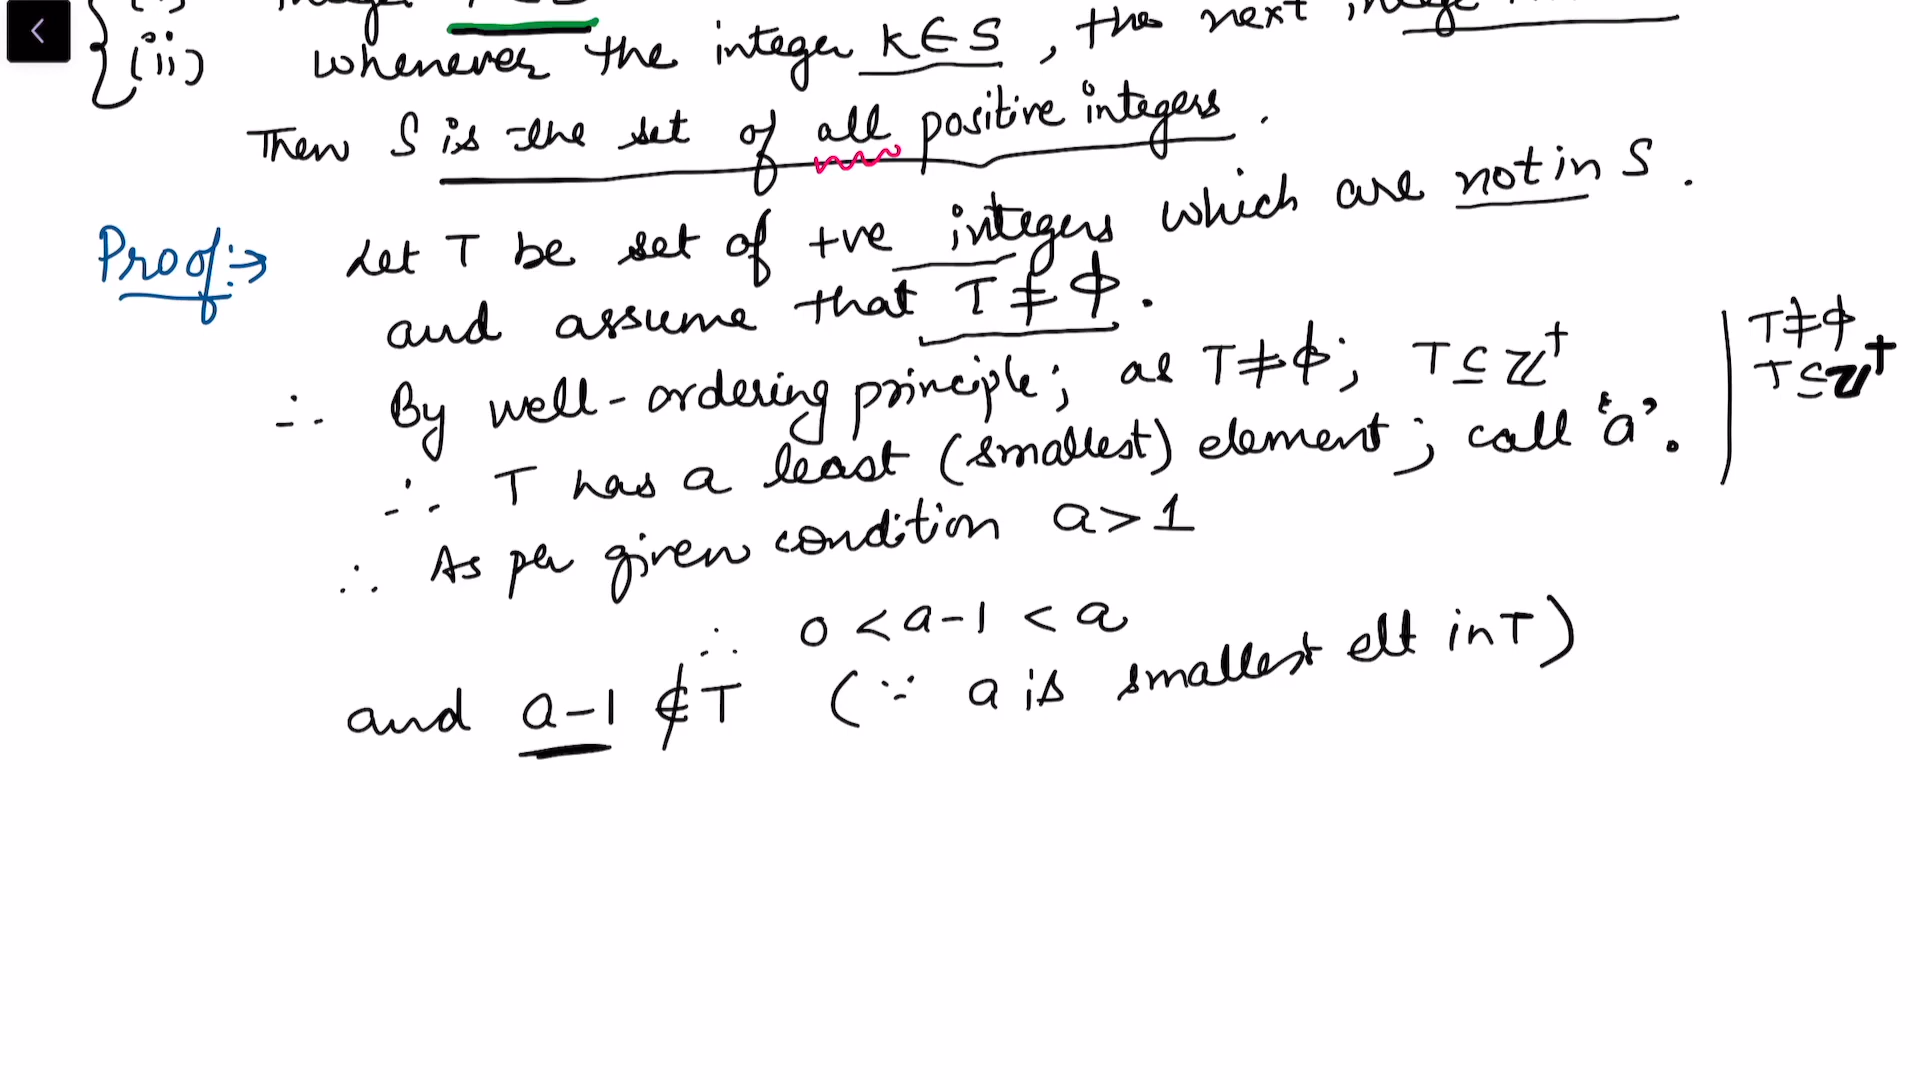 (ii) whenever the integer k∈S, the next
Then S is the set of all positive integers.
Proof:→ Let T be set of +ve integers which are not in S.
and assume that T ≠ ϕ.
∴ By well-ordering principle; as T ≠ ϕ; T ⊆ ℤ⁺
T ≠ ϕ
T ⊆ ℤ⁺
∴ T has a least (smallest) element; call 'a'.
∴ As per given condition a > 1
∴ 0 < a-1 < a
and a-1 ∉ T (∵ a is smallest elt in T)